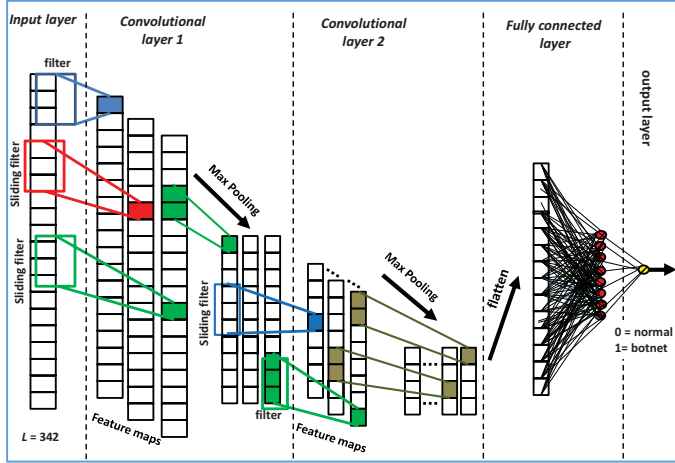 Input layer
Convolutional
layer 1
Convolutional
layer 2
Fully connected
layer
output layer
filter
Sliding filter
Sliding filter
Max Pooling
Sliding filter
filter
Max Pooling
flatten
0 = normal
1= botnet
L = 342
Feature maps
Feature maps